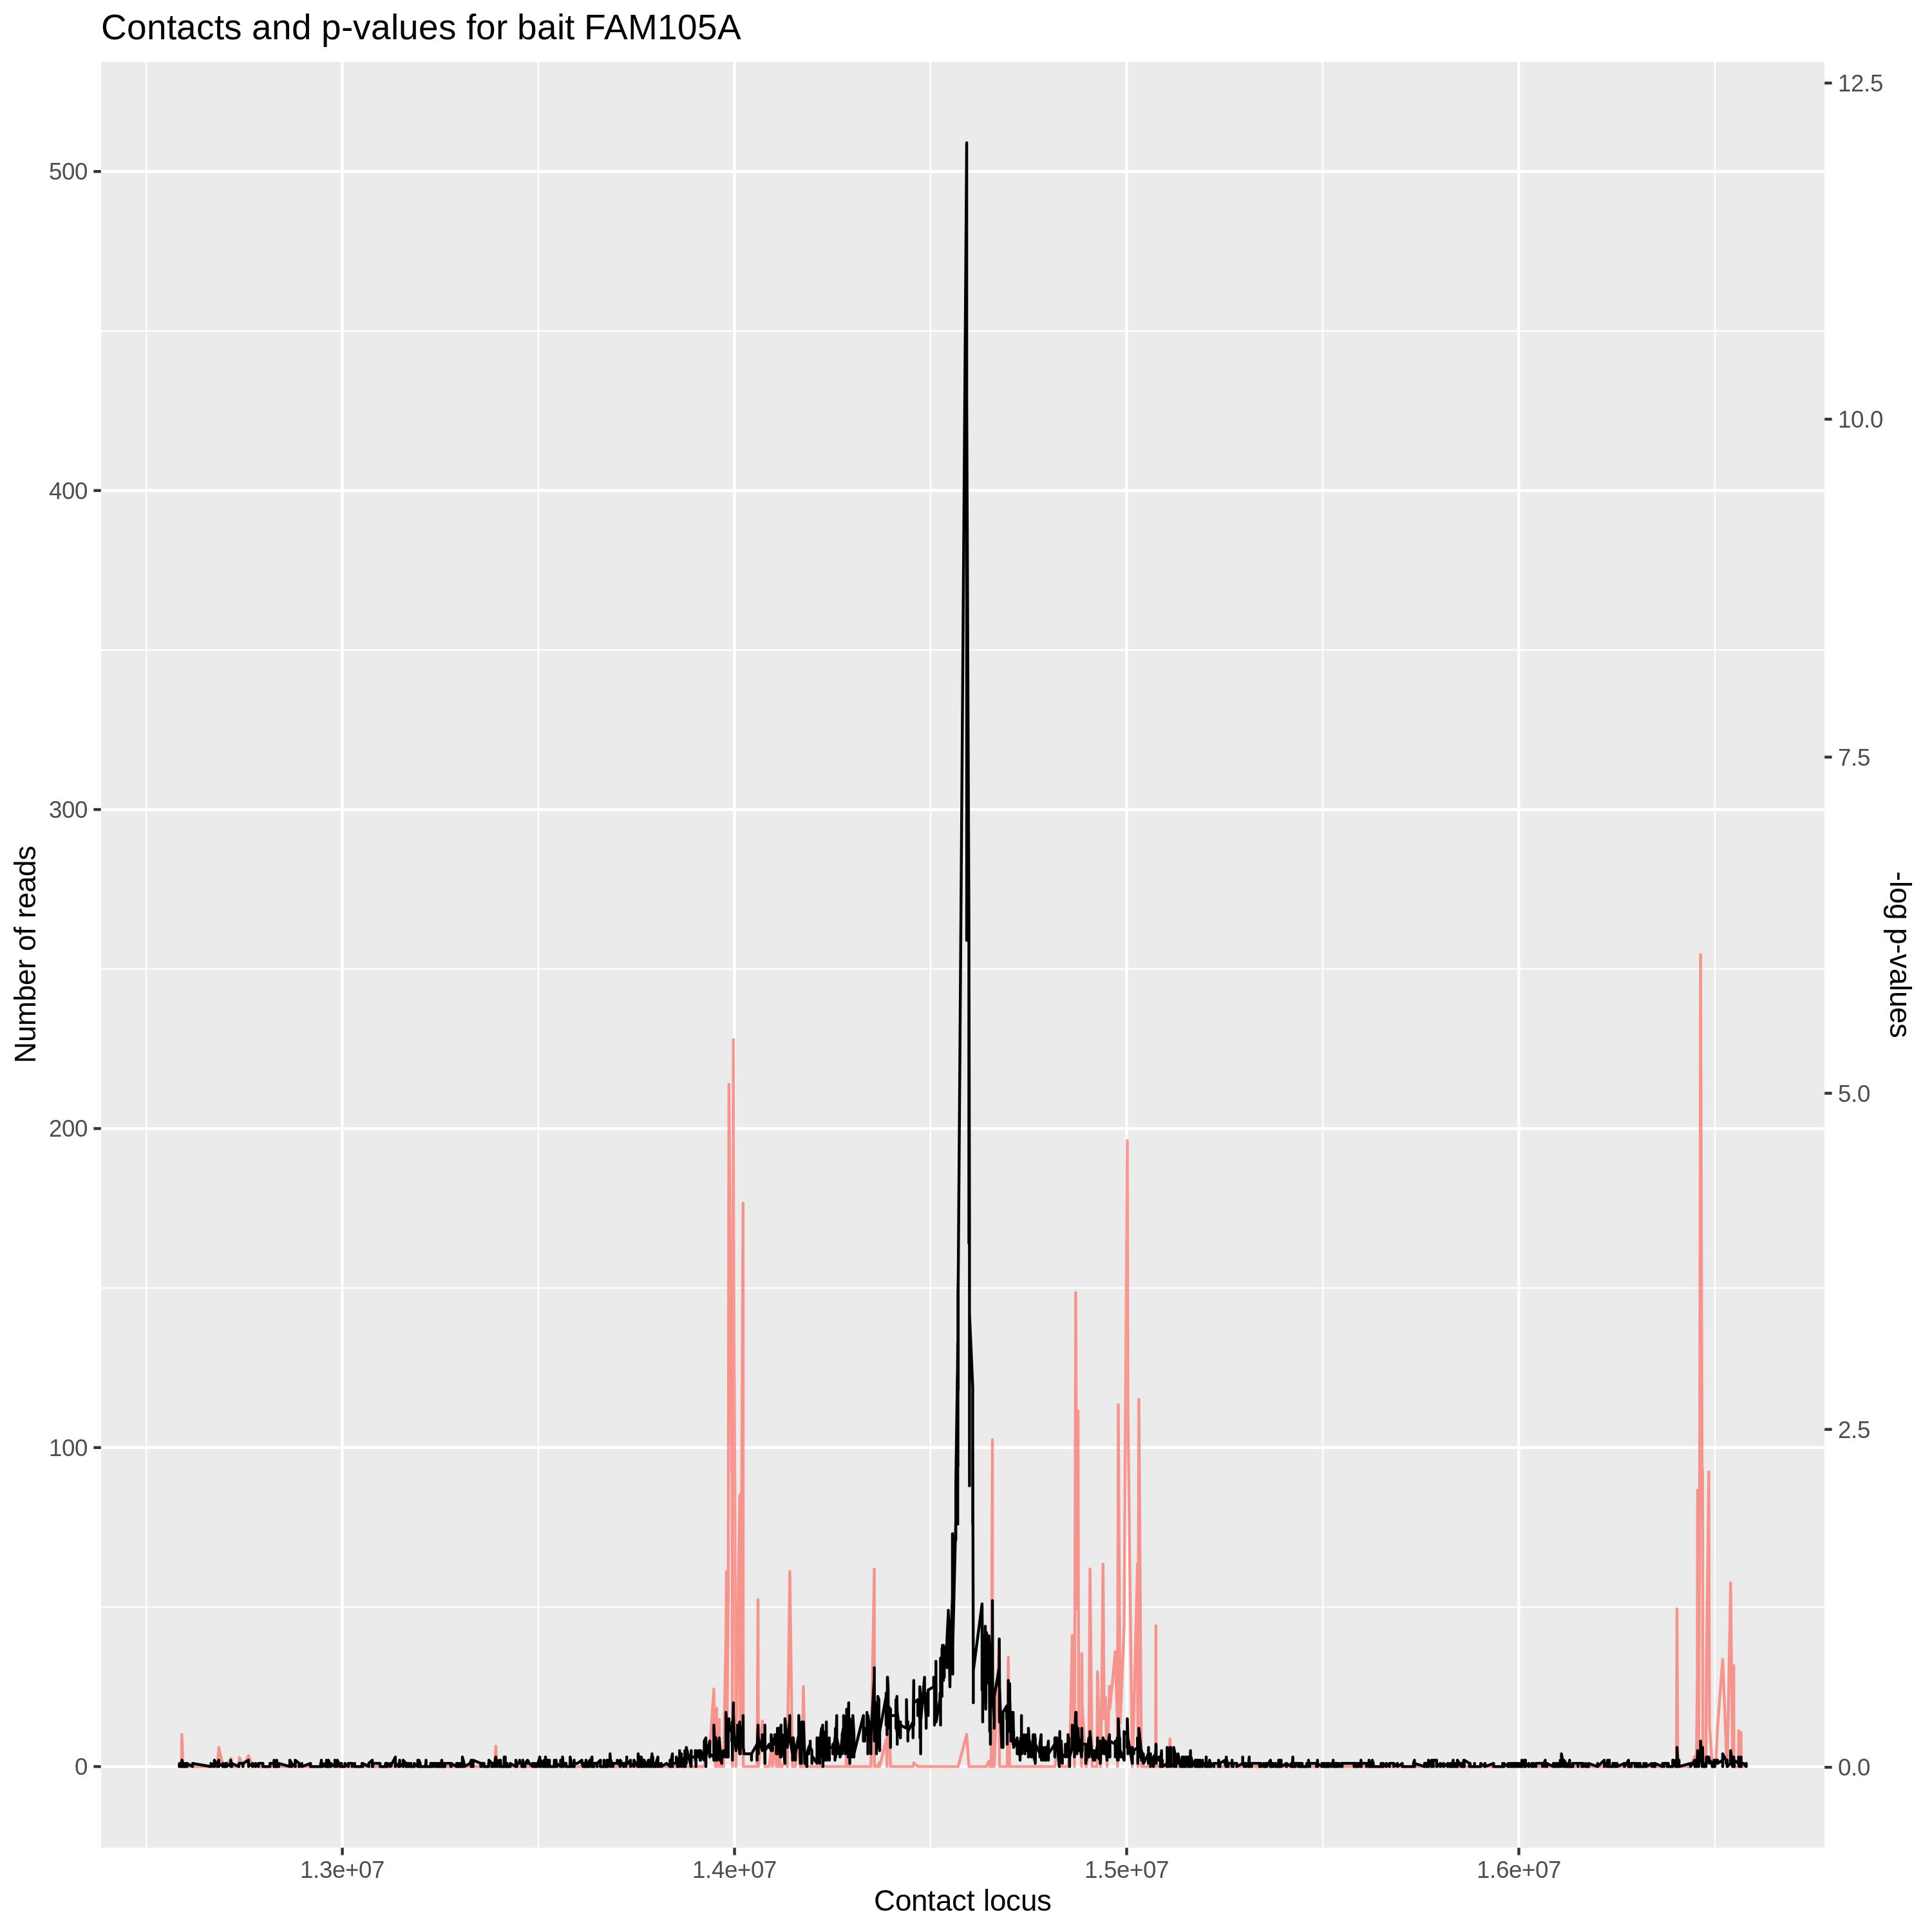 Contacts and p-values for bait FAM105A
500
400
300
200
100
0
Number of reads
12.5
10.0
7.5
5.0
2.5
0.0
-log p-values
1.3e+07
1.4e+07
1.5e+07
1.6e+07
Contact locus